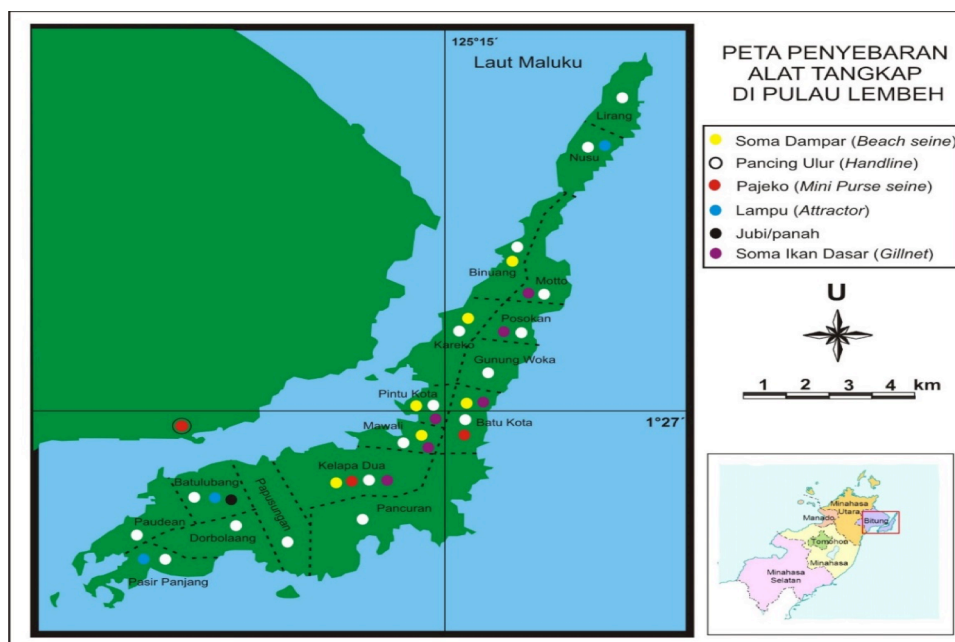 125°15´
Laut Maluku
Lirang
Nusu
Binuang
Motto
Posokan
Kareko
Gunung Woka
Pintu Kota
Batu Kota
1°27´
Mawali
Kelapa Dua
Batulubang
Papusungan
Pancuran
Paudean
Dorbolaang
Pasir Panjang
PETA PENYEBARAN
ALAT TANGKAP
DI PULAU LEMBEH
Soma Dampar (Beach seine)
Pancing Ulur (Handline)
Pajeko (Mini Purse seine)
Lampu (Attractor)
Jubi/panah
Soma Ikan Dasar (Gillnet)
U
1 2 3 4 km
Minahasa
Utara
Manado
Bitung
Tomohon
Minahasa
Minahasa
Selatan